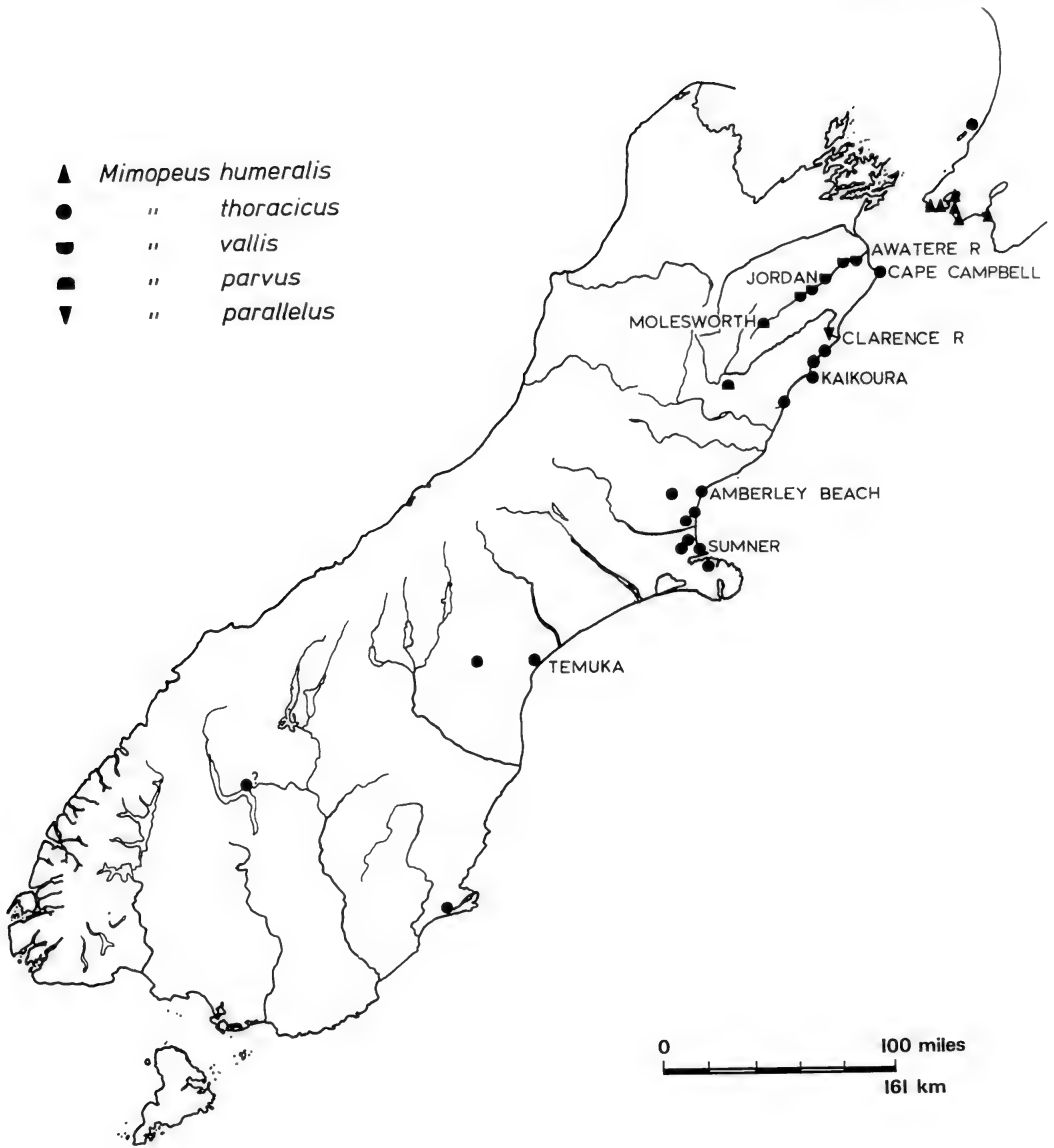 Mimopeus humeralis
" thoracicus
" vallis
" parvus
" parallelus
AWATERE R
JORDAN
CAPE CAMPBELL
MOLESWORTH
CLARENCE R
KAIKOURA
AMBERLEY BEACH
SUMNER
TEMUKA
?
0 100 miles
161 km